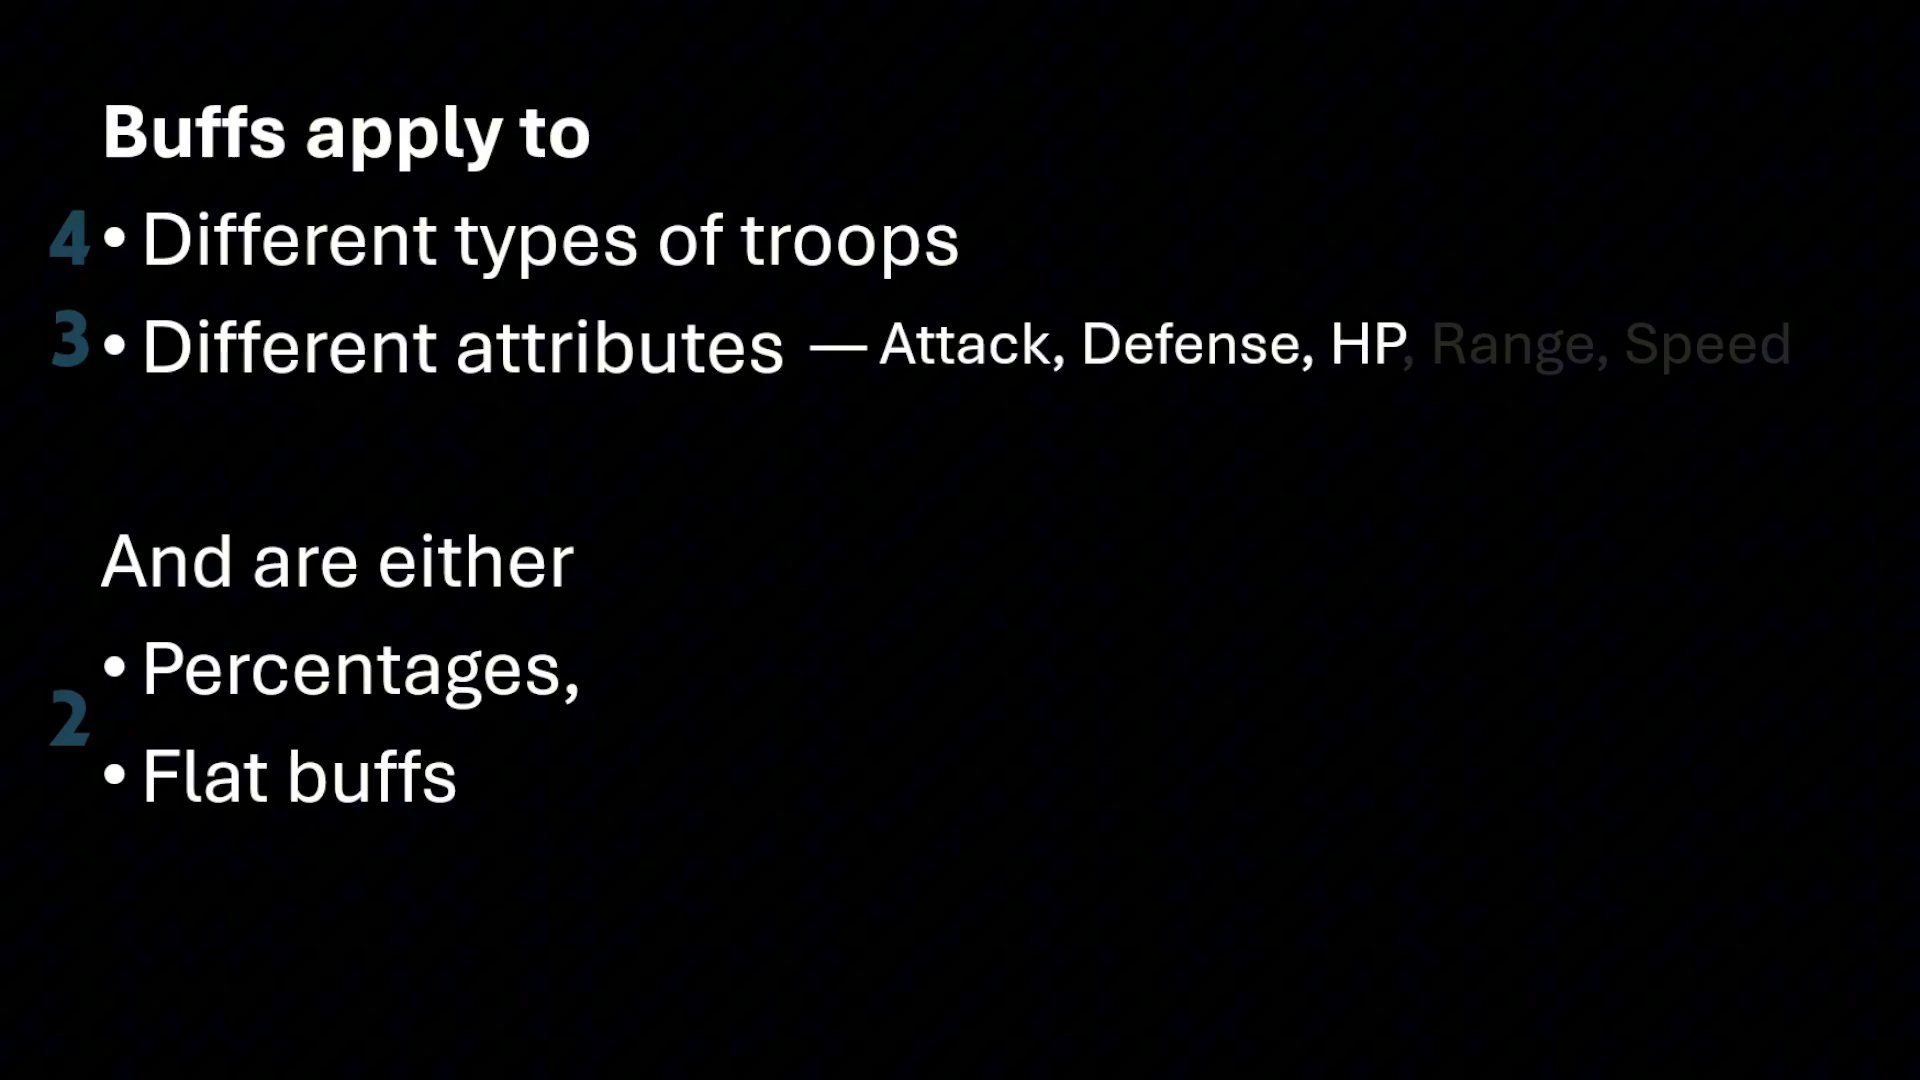 Buffs apply to
4 • Different types of troops
3 • Different attributes — Attack, Defense, HP, Range, Speed
And are either
• Percentages,
2
• Flat buffs